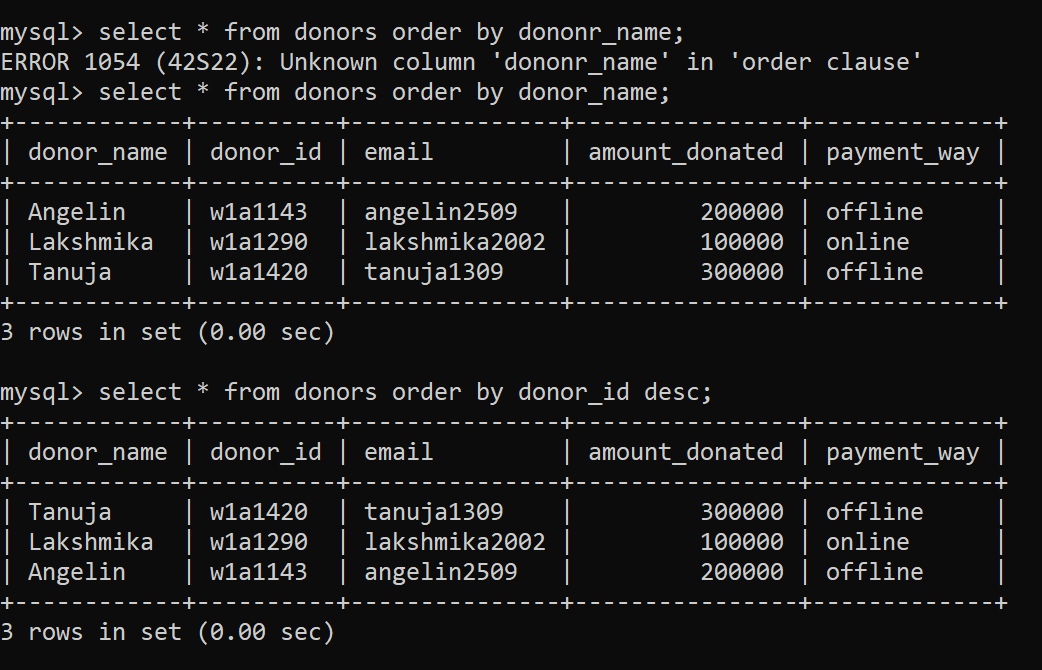 mysql> select * from donors order by dononr_name;
ERROR 1054 (42S22): Unknown column 'dononr_name' in 'order clause'
mysql> select * from donors order by donor_name;
+------------+----------+---------------+----------------+-------------+
| donor_name | donor_id | email         | amount_donated | payment_way |
+------------+----------+---------------+----------------+-------------+
| Angelin    | w1a1143  | angelin2509   |         200000 | offline     |
| Lakshmika  | w1a1290  | lakshmika2002 |         100000 | online      |
| Tanuja     | w1a1420  | tanuja1309    |         300000 | offline     |
+------------+----------+---------------+----------------+-------------+
3 rows in set (0.00 sec)

mysql> select * from donors order by donor_id desc;
+------------+----------+---------------+----------------+-------------+
| donor_name | donor_id | email         | amount_donated | payment_way |
+------------+----------+---------------+----------------+-------------+
| Tanuja     | w1a1420  | tanuja1309    |         300000 | offline     |
| Lakshmika  | w1a1290  | lakshmika2002 |         100000 | online      |
| Angelin    | w1a1143  | angelin2509   |         200000 | offline     |
+------------+----------+---------------+----------------+-------------+
3 rows in set (0.00 sec)